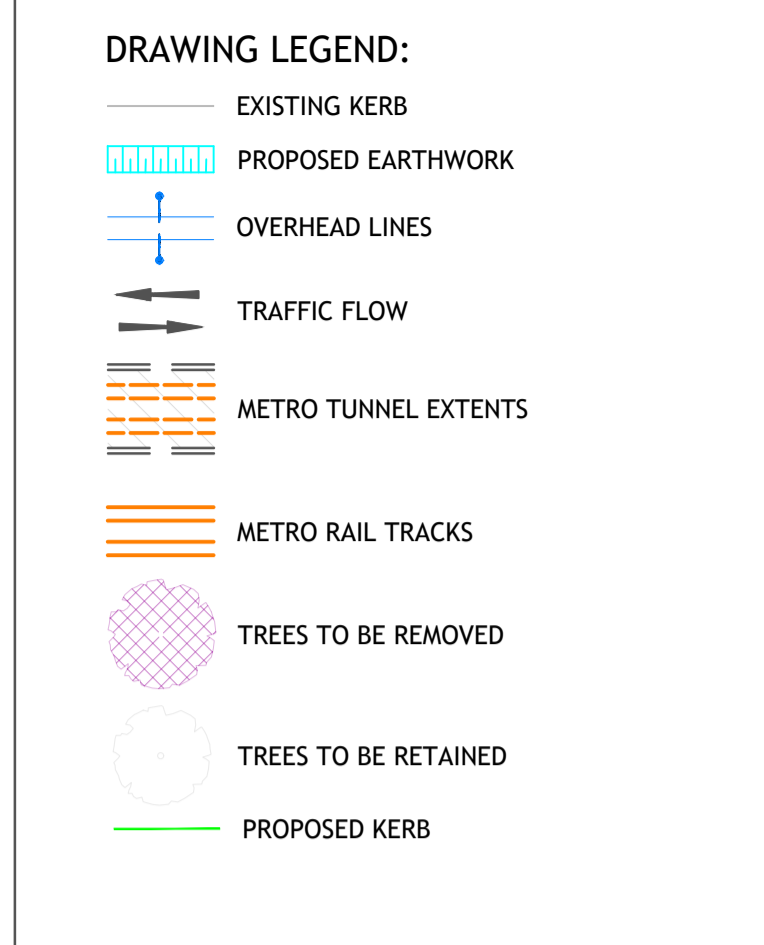 DRAWING LEGEND:
EXISTING KERB
PROPOSED EARTHWORK
OVERHEAD LINES
TRAFFIC FLOW
METRO TUNNEL EXTENTS
METRO RAIL TRACKS
TREES TO BE REMOVED
TREES TO BE RETAINED
PROPOSED KERB